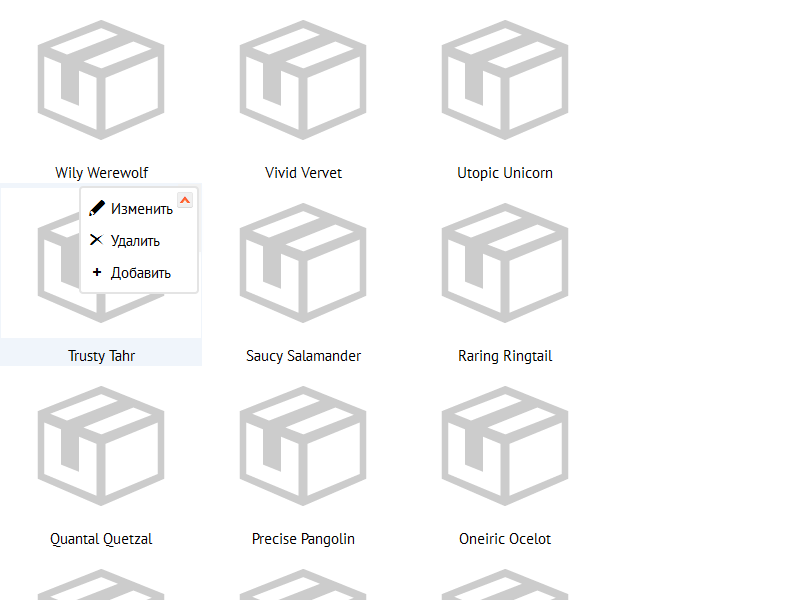 Wily Werewolf
Vivid Vervet
Utopic Unicorn
Изменить
Удалить
Добавить
Trusty Tahr
Saucy Salamander
Raring Ringtail
Quantal Quetzal
Precise Pangolin
Oneiric Ocelot